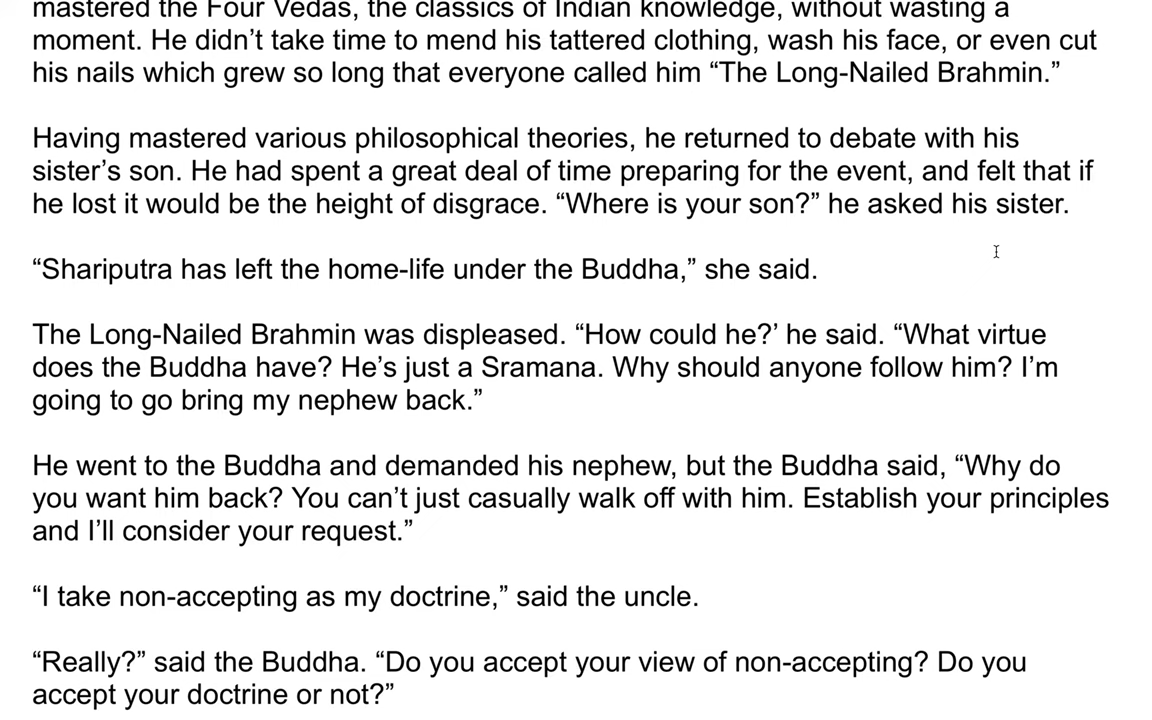 mastered the Four Vedas, the classics of Indian knowledge, without wasting a
moment. He didn’t take time to mend his tattered clothing, wash his face, or even cut
his nails which grew so long that everyone called him “The Long-Nailed Brahmin.”
Having mastered various philosophical theories, he returned to debate with his
sister’s son. He had spent a great deal of time preparing for the event, and felt that if
he lost it would be the height of disgrace. “Where is your son?” he asked his sister.
“Shariputra has left the home-life under the Buddha,” she said.
The Long-Nailed Brahmin was displeased. “How could he?’ he said. “What virtue
does the Buddha have? He’s just a Sramana. Why should anyone follow him? I’m
going to go bring my nephew back.”
He went to the Buddha and demanded his nephew, but the Buddha said, “Why do
you want him back? You can’t just casually walk off with him. Establish your principles
and I’ll consider your request.”
“I take non-accepting as my doctrine,” said the uncle.
“Really?” said the Buddha. “Do you accept your view of non-accepting? Do you
accept your doctrine or not?”